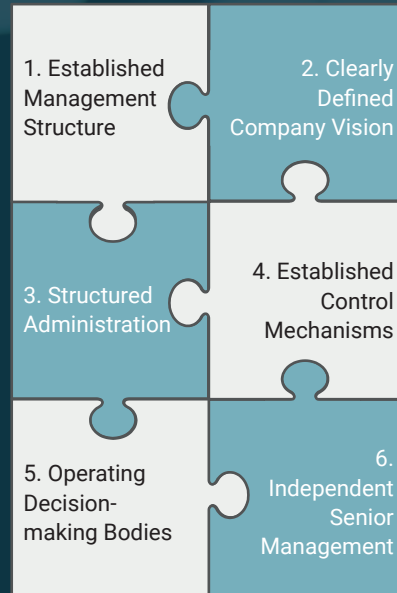 1. Established
Management
Structure
2. Clearly
Defined
Company Vision
3. Structured
Administration
4. Established
Control
Mechanisms
5. Operating
Decision-
making Bodies
6.
Independent
Senior
Management